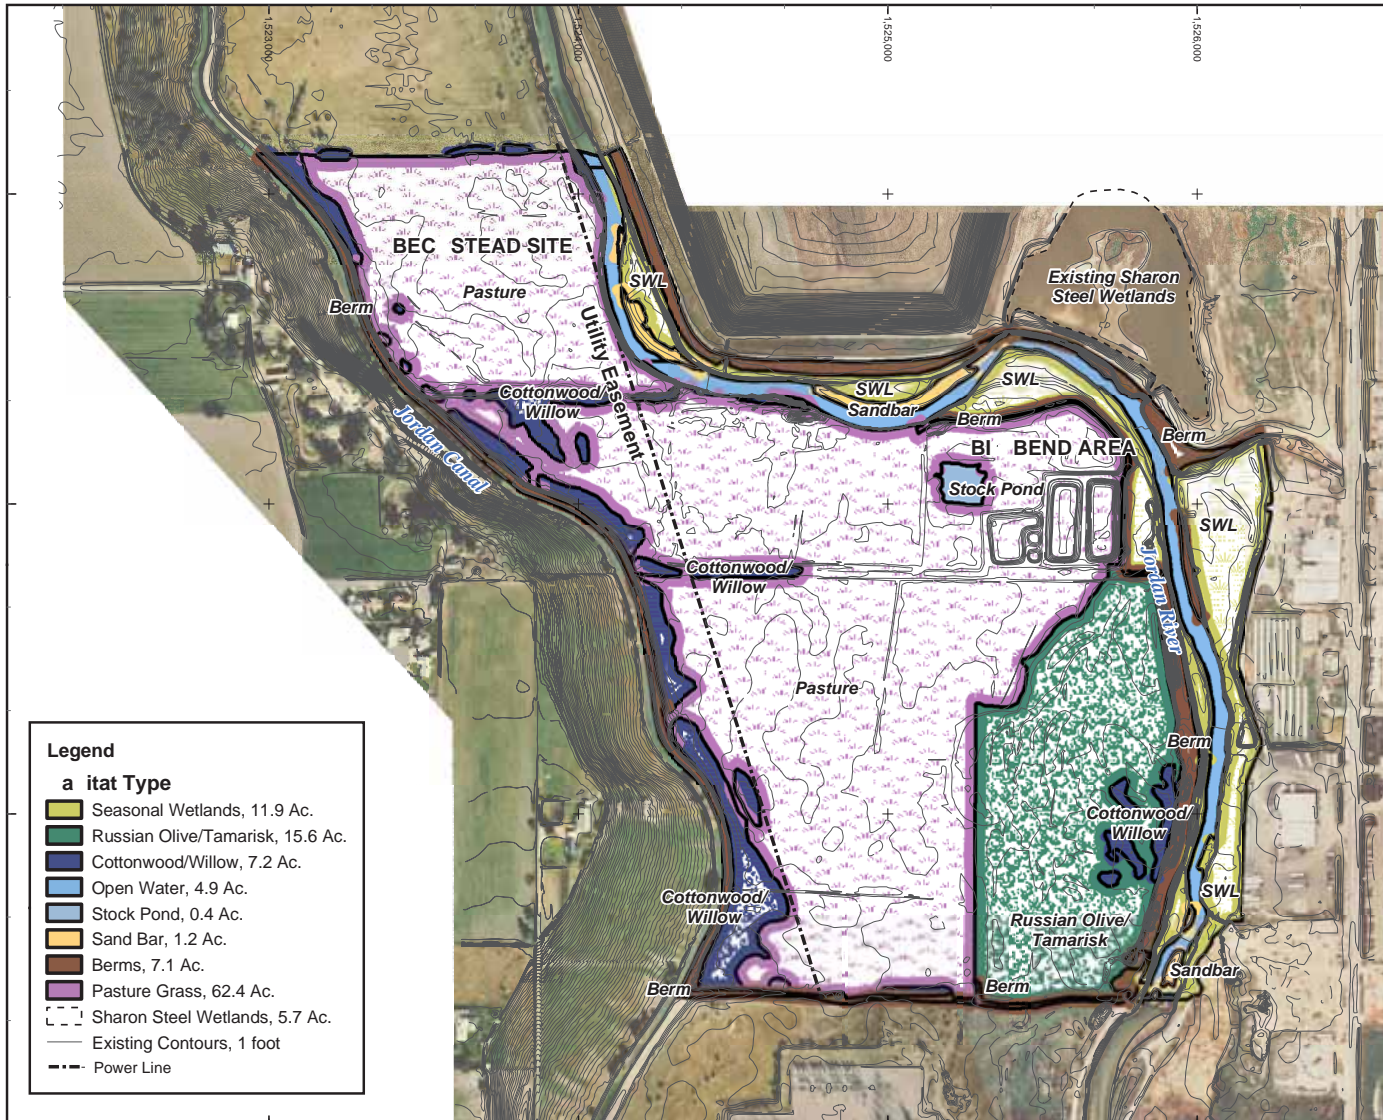 1,523,000
1,524,000
1,525,000
1,526,000
BEC STEAD SITE
Pasture
Berm
SWL
Utility Easement
Existing Sharon
Steel Wetlands
Cottonwood/
Willow
SWL
Sandbar
SWL
Berm
Berm
Jordan Canal
BI BEND AREA
Stock Pond
SWL
Cottonwood/
Willow
Jordan River
Pasture
Berm
Cottonwood/
Willow
Cottonwood/
Willow
SWL
Russian Olive/
Tamarisk
Sandbar
Berm
Berm
Legend
a itat Type
Seasonal Wetlands, 11.9 Ac.
Russian Olive/Tamarisk, 15.6 Ac.
Cottonwood/Willow, 7.2 Ac.
Open Water, 4.9 Ac.
Stock Pond, 0.4 Ac.
Sand Bar, 1.2 Ac.
Berms, 7.1 Ac.
Pasture Grass, 62.4 Ac.
Sharon Steel Wetlands, 5.7 Ac.
Existing Contours, 1 foot
Power Line